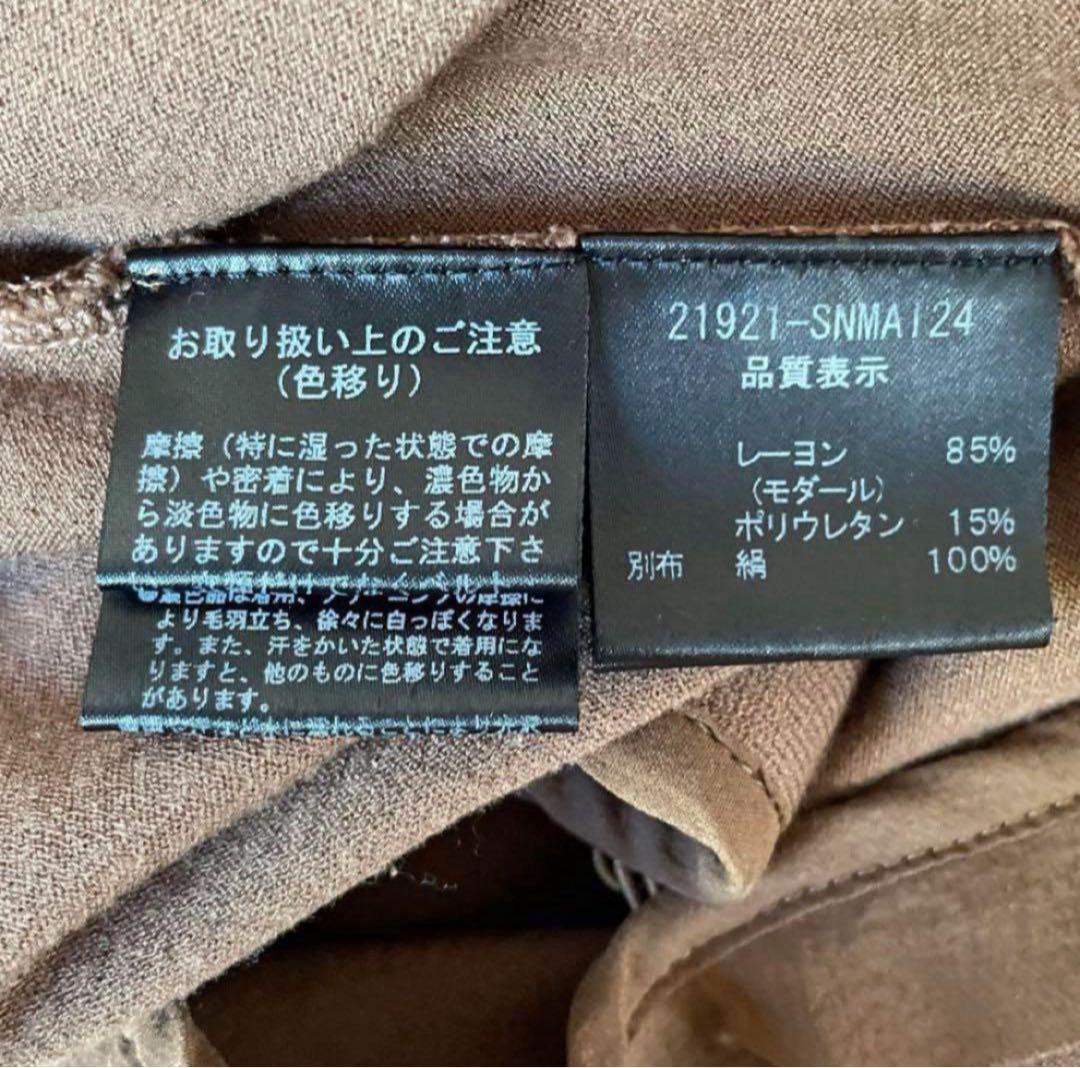 お取り扱い上のご注意
(色移り)
摩擦(特に湿った状態での摩
擦)や密着により、濃色物か
ら淡色物に色移りする場合が
ありますので十分ご注意下さ
より毛羽立ち、徐々に白っぽくなりま
す。また、汗をかいた状態で着用にな
りますと、他のものに色移りすること
があります。
21921-SNMAI24
品質表示
レーヨン 85%
(モダール)
ポリウレタン 15%
別布 絹 100%